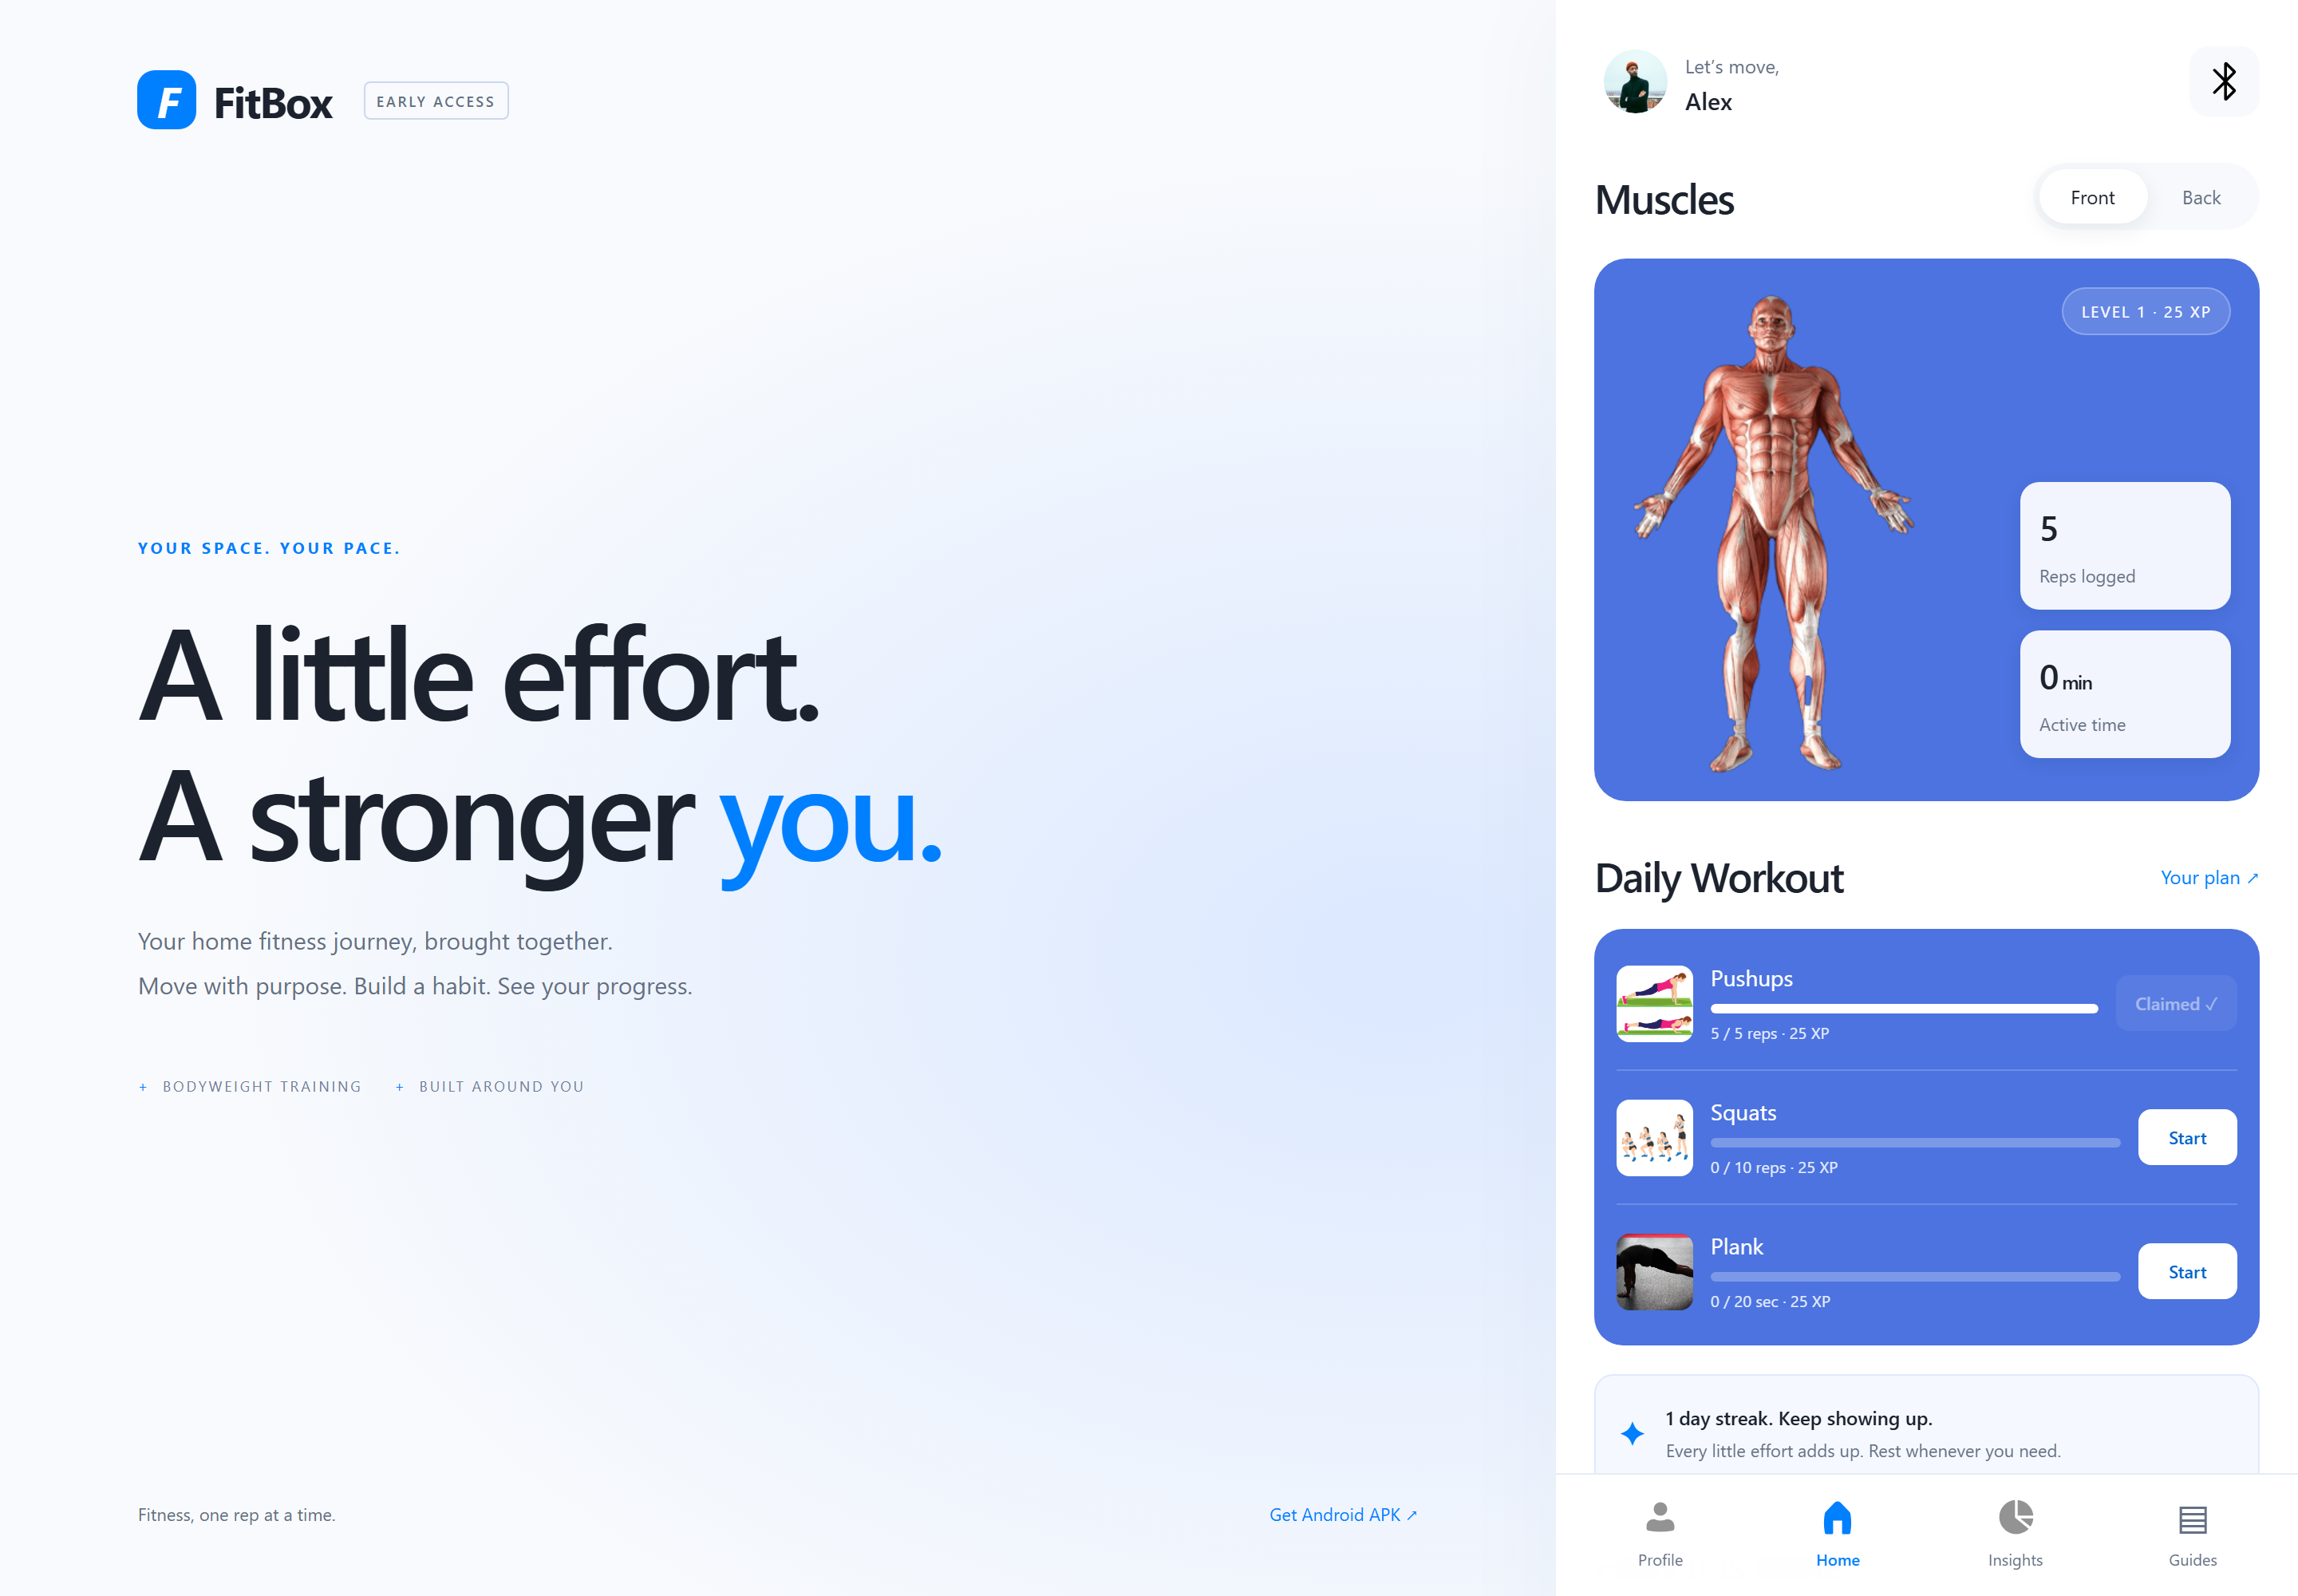 F FitBox EARLY ACCESS
YOUR SPACE. YOUR PACE.
A little effort.
A stronger you.
Your home fitness journey, brought together.
Move with purpose. Build a habit. See your progress.
+ BODYWEIGHT TRAINING + BUILT AROUND YOU
Fitness, one rep at a time.
Get Android APK ↗
Let's move,
Alex
Muscles
Front Back
LEVEL 1 · 25 XP
5
Reps logged
0 min
Active time
Daily Workout
Your plan ↗
Pushups
5 / 5 reps · 25 XP
Claimed ✓
Squats
0 / 10 reps · 25 XP
Start
Plank
0 / 20 sec · 25 XP
Start
1 day streak. Keep showing up.
Every little effort adds up. Rest whenever you need.
Profile Home Insights Guides